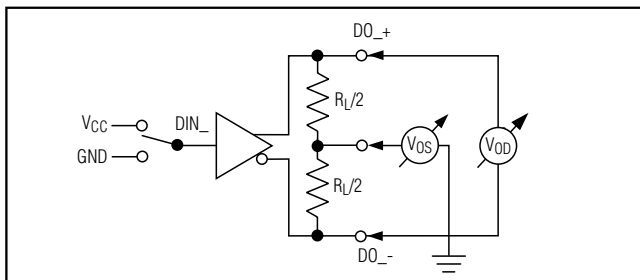 DO_+
RL/2
VCC
DIN_
GND
VOS
VOD
RL/2
DO_-